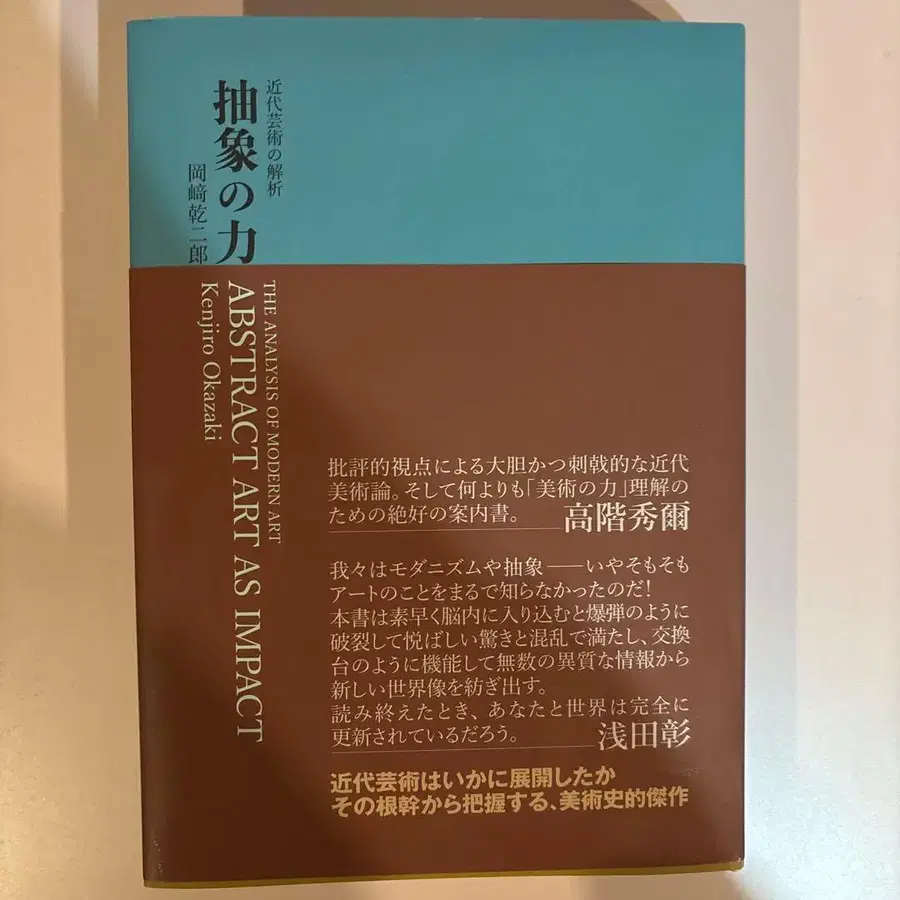 近代芸術の解析
抽象の力
岡﨑乾二郎
THE ANALYSIS OF MODERN ART
ABSTRACT ART AS IMPACT
Kenjiro Okazaki
批評的視点による大胆かつ刺戟的な近代
美術論。そして何よりも「美術の力」理解の
ための絶好の案内書。
高階秀爾
我々はモダニズムや抽象――いやそもそも
アートのことをまるで知らなかったのだ!
本書は素早く脳内に入り込むと爆弾のように
破裂して悦ばしい驚きと混乱で満たし、交換
台のように機能して無数の異質な情報から
新しい世界像を紡ぎ出す。
読み終えたとき、あなたと世界は完全に
更新されているだろう。
浅田彰
近代芸術はいかに展開したか
その根幹から把握する、美術史的傑作